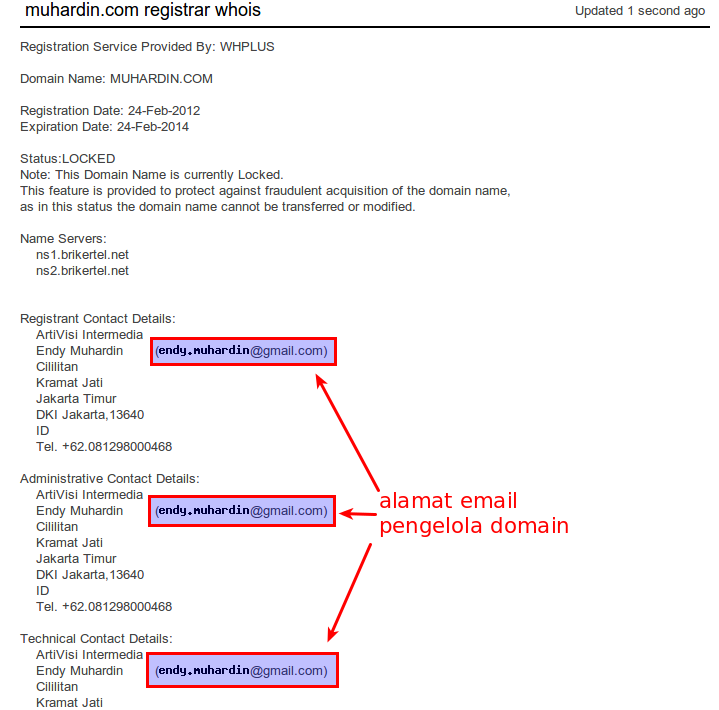 muhardin.com registrar whois
Updated 1 second ago
Registration Service Provided By: WHPLUS
Domain Name: MUHARDIN.COM
Registration Date: 24-Feb-2012
Expiration Date: 24-Feb-2014
Status:LOCKED
Note: This Domain Name is currently Locked.
This feature is provided to protect against fraudulent acquisition of the domain name,
as in this status the domain name cannot be transferred or modified.
Name Servers:
ns1.brikertel.net
ns2.brikertel.net
Registrant Contact Details:
ArtiVisi Intermedia
Endy Muhardin (endy.muhardin@gmail.com)
Cililitan
Kramat Jati
Jakarta Timur
DKI Jakarta,13640
ID
Tel. +62.081298000468
Administrative Contact Details:
ArtiVisi Intermedia
Endy Muhardin (endy.muhardin@gmail.com)
Cililitan
Kramat Jati
Jakarta Timur
DKI Jakarta,13640
ID
Tel. +62.081298000468
alamat email
pengelola domain
Technical Contact Details:
ArtiVisi Intermedia
Endy Muhardin (endy.muhardin@gmail.com)
Cililitan
Kramat Jati